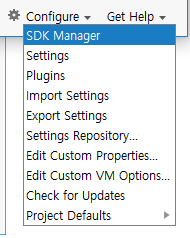 Configure Get Help
SDK Manager
Settings
Plugins
Import Settings
Export Settings
Settings Repository...
Edit Custom Properties...
Edit Custom VM Options...
Check for Updates
Project Defaults